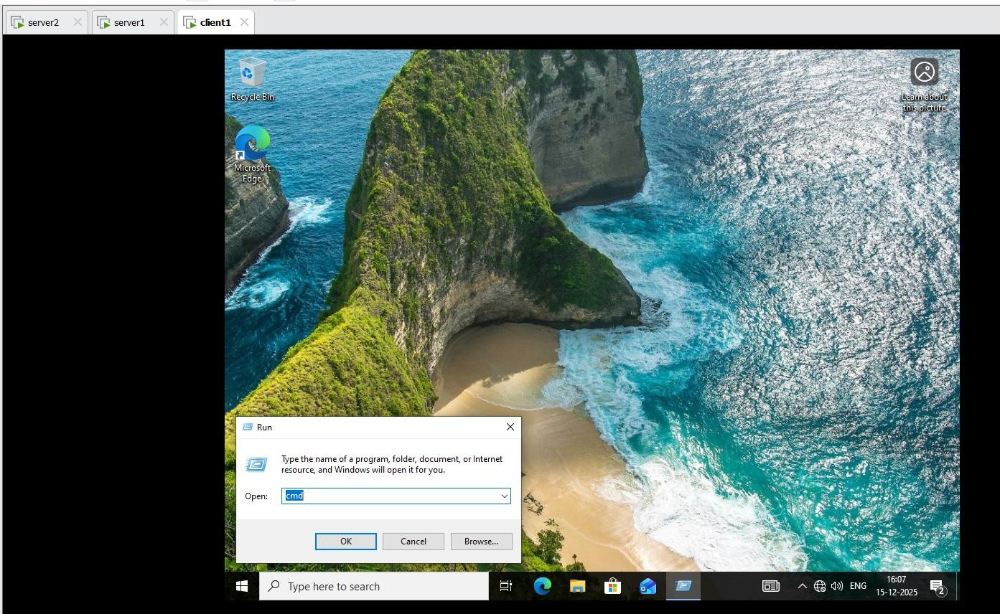 server2
server1
client1
Recycle Bin
Learn about
this picture
Microsoft
Edge
Run
Type the name of a program, folder, document, or Internet
resource, and Windows will open it for you.
Open:
cmd
OK
Cancel
Browse...
Type here to search
ENG
16:07
15-12-2025
2